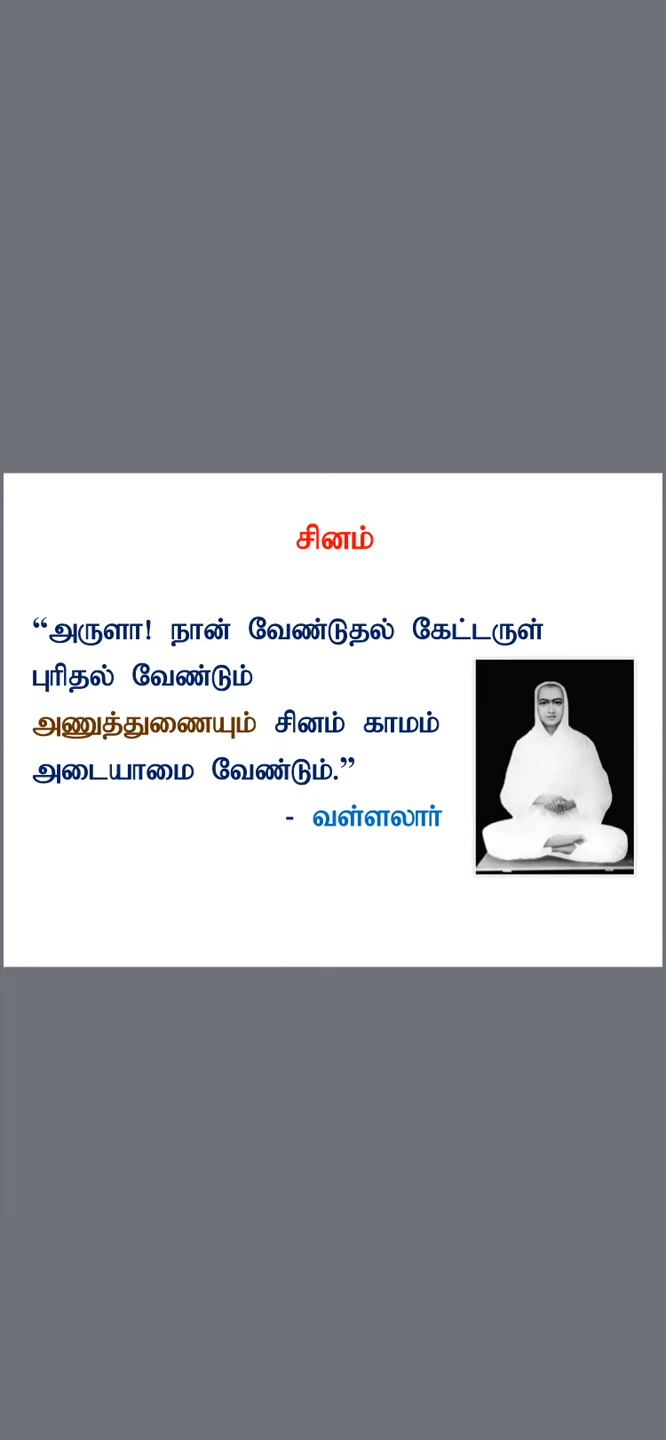 சினம்
“அருளா! நான் வேண்டுதல் கேட்டருள்
புரிதல் வேண்டும்
அணுத்துணையும் சினம் காமம்
அடையாமை வேண்டும்.”
- வள்ளலார்